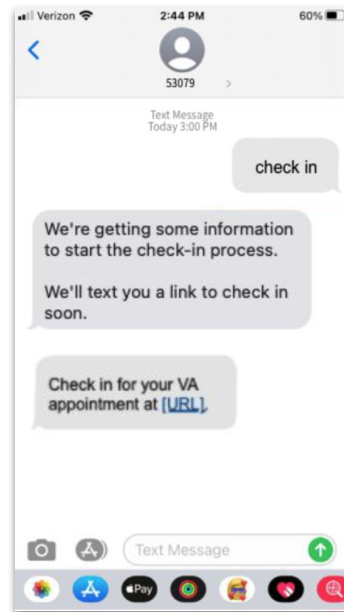 Verizon 2:44 PM 60%
53079 >
Text Message
Today 3:00 PM
check in
We're getting some information
to start the check-in process.
We'll text you a link to check in
soon.
Check in for your VA
appointment at [URL].
Text Message
Pay